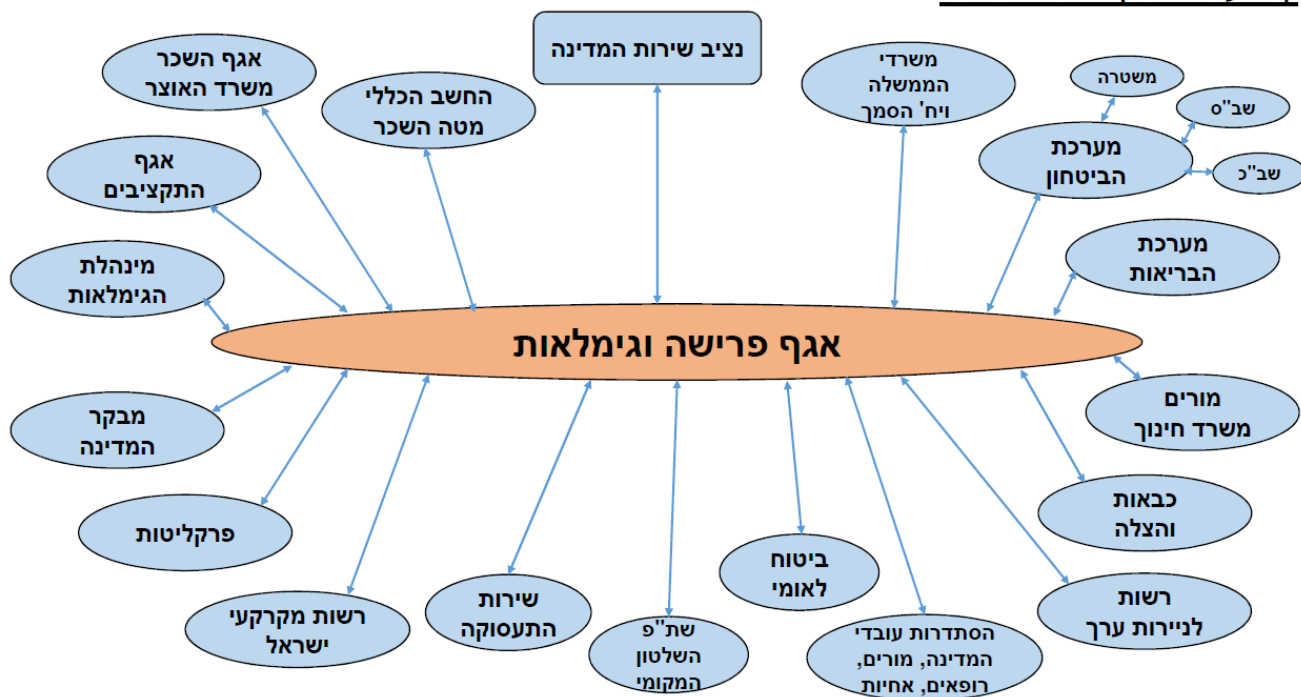 נציב שירות המדינה
אגף השכר
משרד האוצר
החשב הכללי
מטה השכר
משרדי
הממשלה
ויח' הסמך
משטרה
שב"ס
שב"כ
מערכת
הביטחון
אגף
התקציבים
מערכת
הבריאות
מינהלת
הגימלאות
אגף פרישה וגימלאות
מורים
משרד חינוך
מבקר
המדינה
כבאות
והצלה
פרקליטות
ביטוח
לאומי
רשות
לניירות ערך
שירות
התעסוקה
רשות מקרקעי
ישראל
שת"פ
השלטון
המקומי
הסתדרות עובדי
המדינה, מורים,
רופאים, אחיות